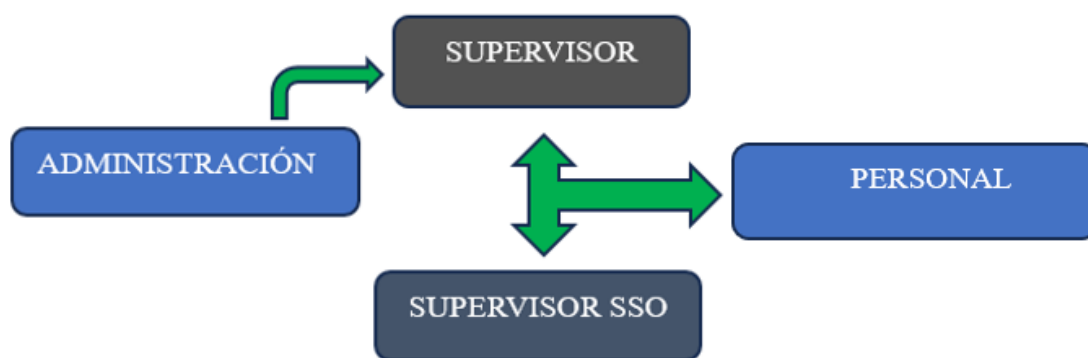 SUPERVISOR
ADMINISTRACIÓN
PERSONAL
SUPERVISOR SSO